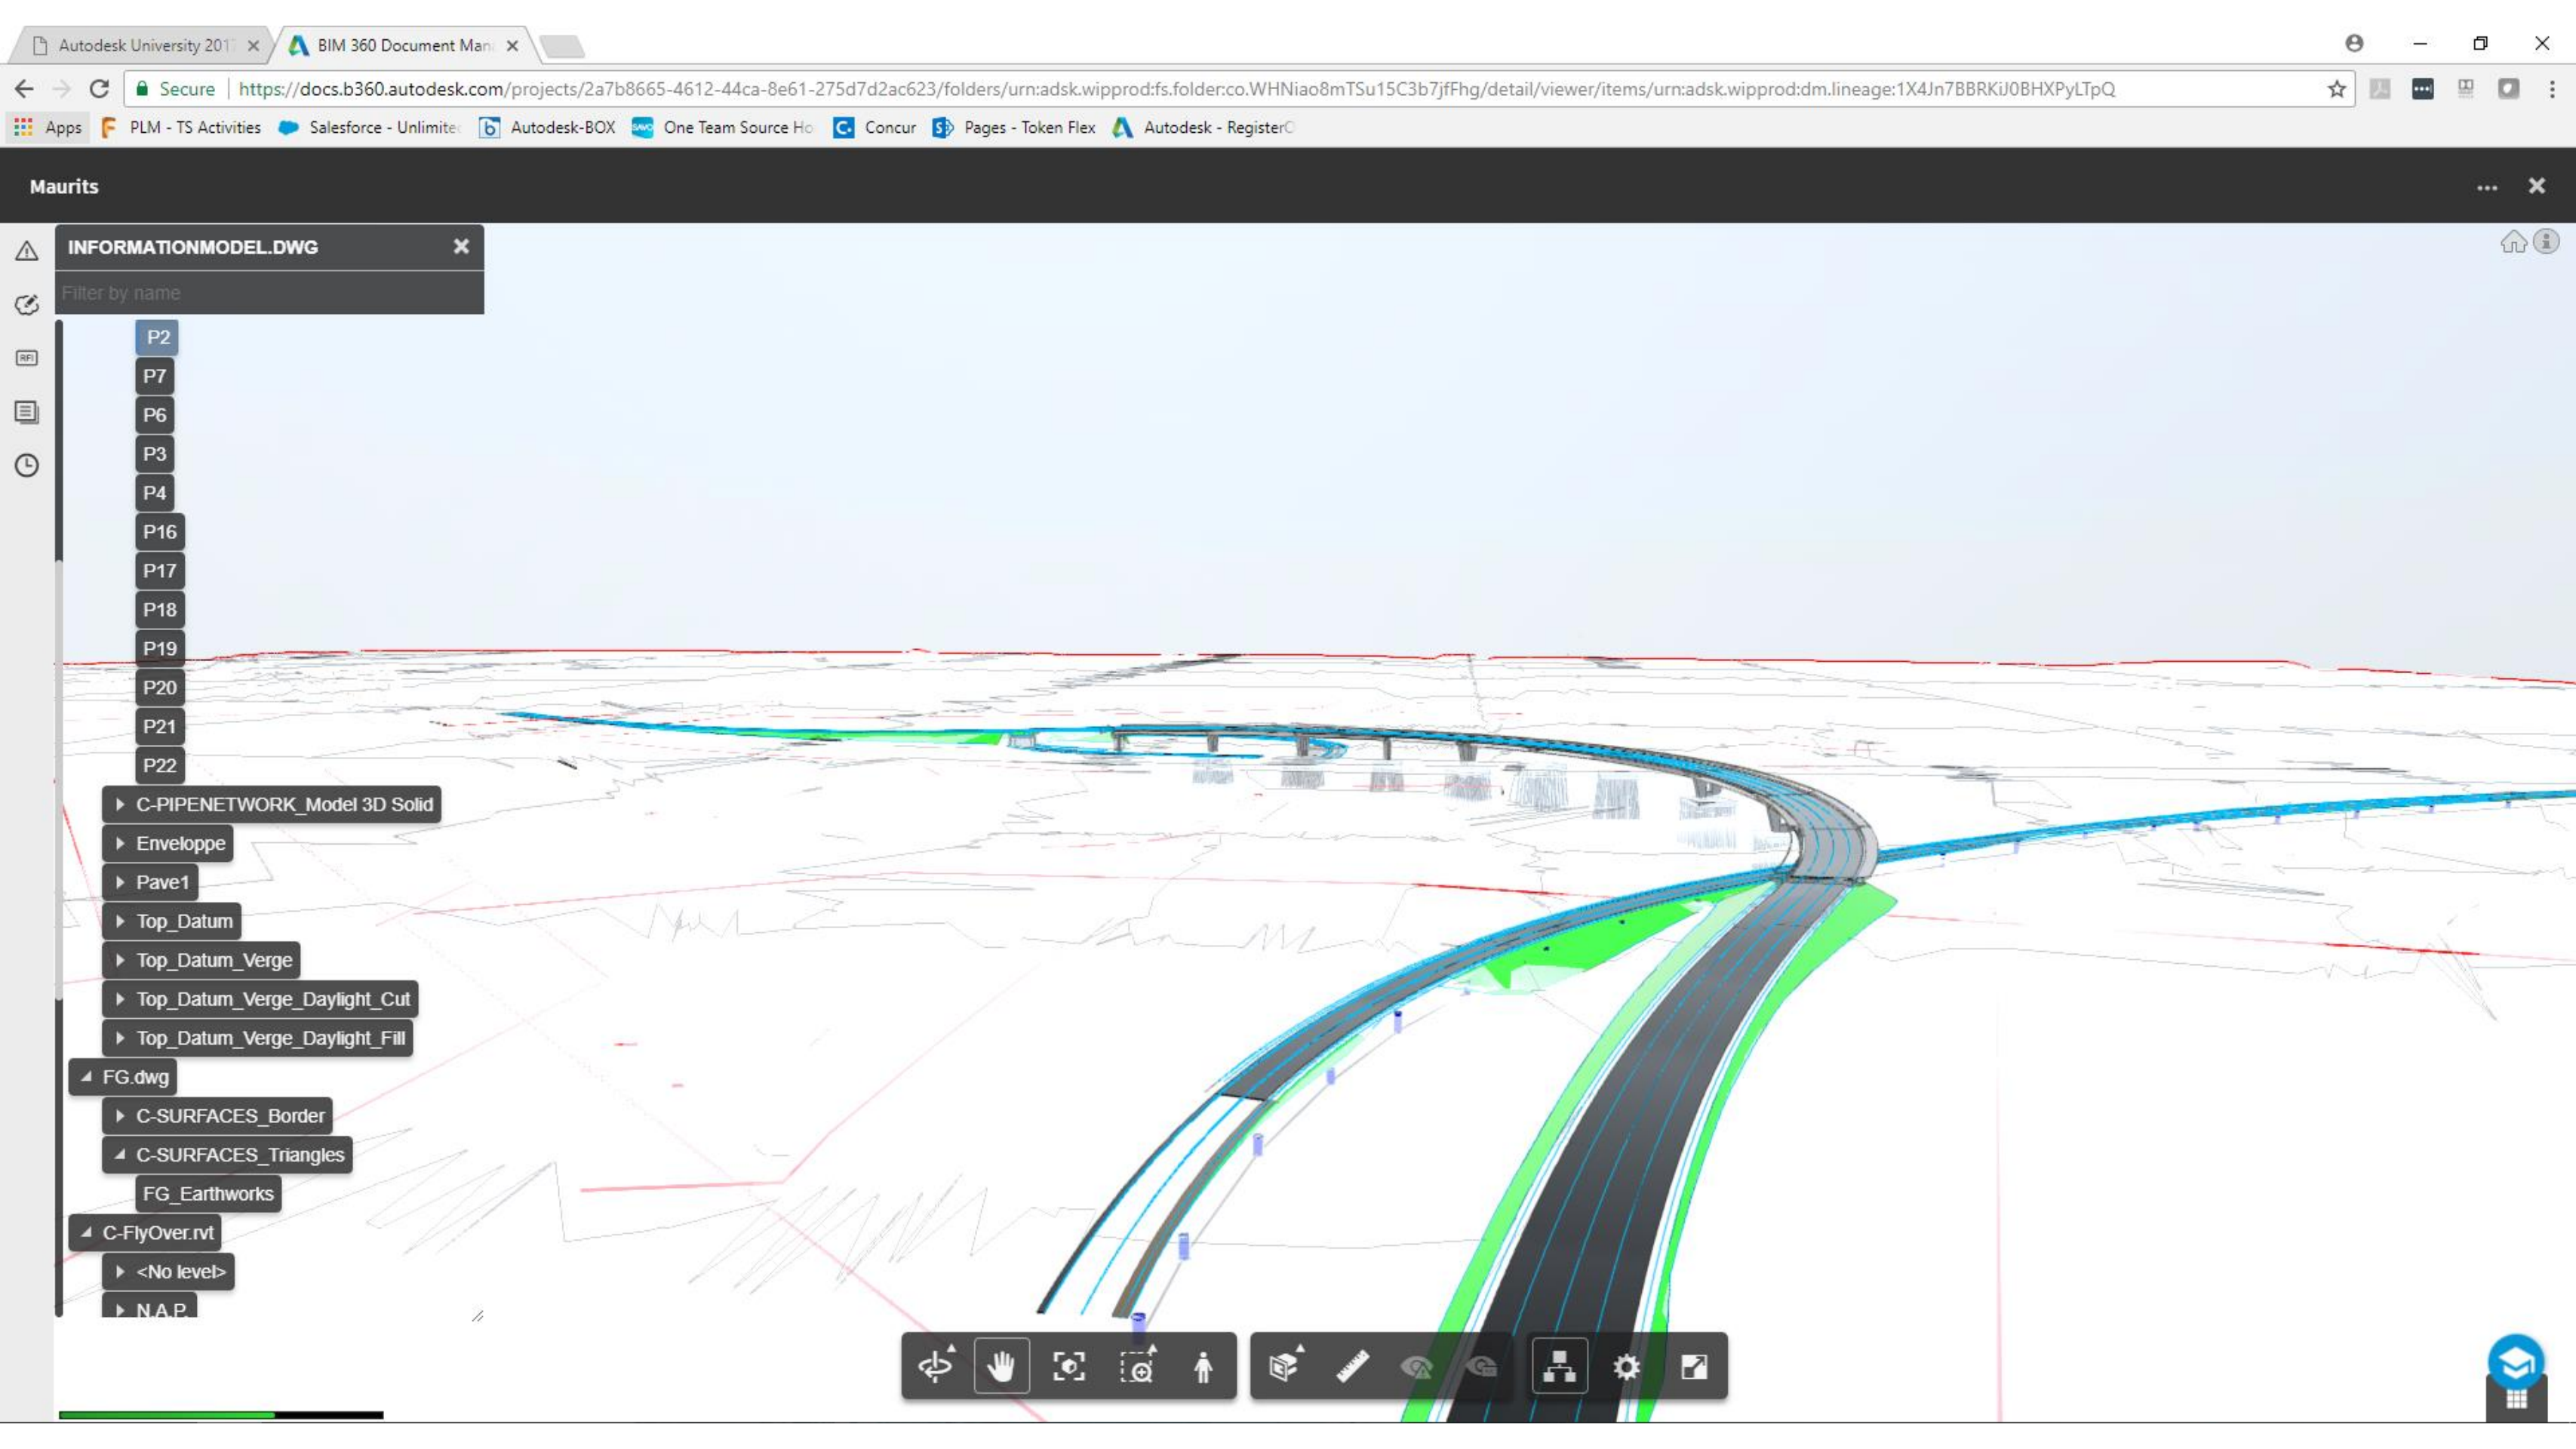 Autodesk University 201
BIM 360 Document Man
Secure
https://docs.b360.autodesk.com/projects/2a7b8665-4612-44ca-8e61-275d7d2ac623/folders/urn:adsk.wipprod:fs.folder:co.WHNiao8mTSu15C3b7jfFhg/detail/viewer/items/urn:adsk.wipprod:dm.lineage:1X4Jn7BBRKiJ0BHXPyLTpQ
Apps PLM - TS Activities Salesforce - Unlimited Autodesk-BOX One Team Source Ho Concur Pages - Token Flex Autodesk - Register
Maurits
INFORMATIONMODEL.DWG
Filter by name
RFI
P2
P7
P6
P3
P4
P16
P17
P18
P19
P20
P21
P22
C-PIPENETWORK_Model 3D Solid
Enveloppe
Pave1
Top_Datum
Top_Datum_Verge
Top_Datum_Verge_Daylight_Cut
Top_Datum_Verge_Daylight_Fill
FG.dwg
C-SURFACES_Border
C-SURFACES_Triangles
FG_Earthworks
C-FlyOver.rvt
<No level>
N.A.P.